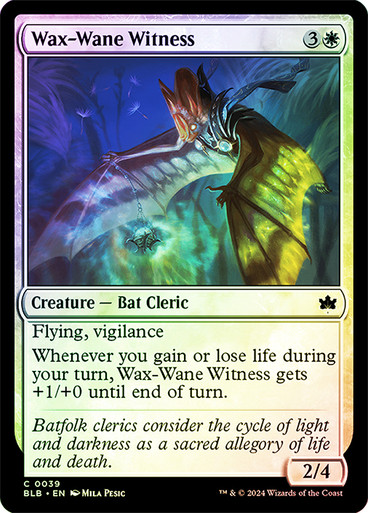 Wax-Wane Witness 3
Creature — Bat Cleric
Flying, vigilance
Whenever you gain or lose life during
your turn, Wax-Wane Witness gets
+1/+0 until end of turn.
Batfolk clerics consider the cycle of light
and darkness as a sacred allegory of life
and death.
2/4
C 0039
BLB • EN Mila Pesic
™ & © 2024 Wizards of the Coast